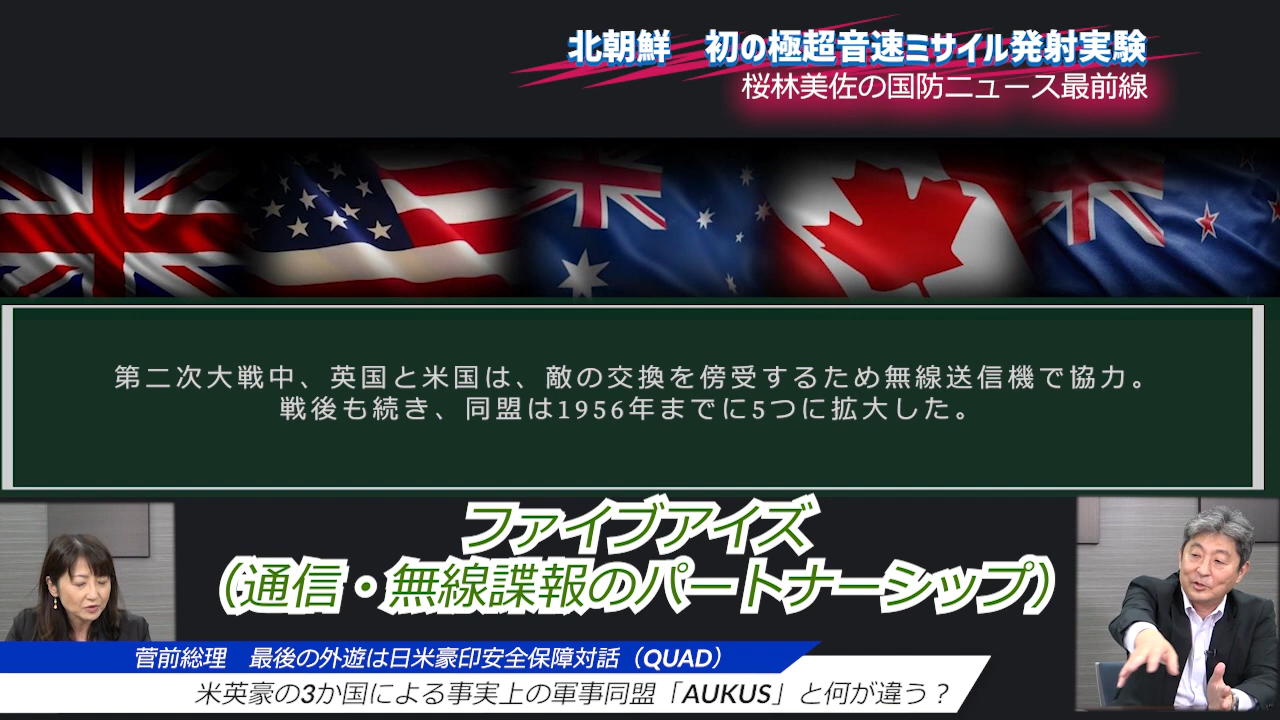 北朝鮮　初の極超音速ミサイル発射実験
桜林美佐の国防ニュース最前線
第二次大戦中、英国と米国は、敵の交換を傍受するため無線送信機で協力。
戦後も続き、同盟は1956年までに5つに拡大した。
ファイブアイズ
（通信・無線諜報のパートナーシップ）
菅前総理　最後の外遊は日米豪印安全保障対話（QUAD）
米英豪の3か国による事実上の軍事同盟「AUKUS」と何が違う？